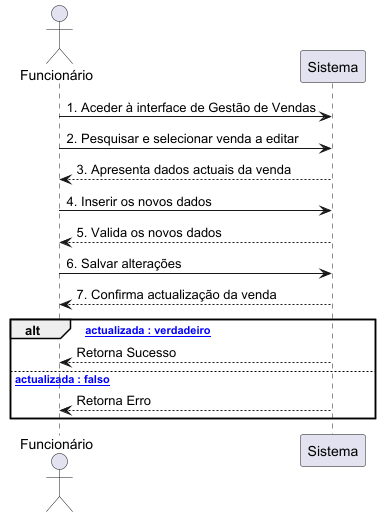 Funcionário
Sistema
1. Aceder à interface de Gestão de Vendas
2. Pesquisar e selecionar venda a editar
3. Apresenta dados actuais da venda
4. Inserir os novos dados
5. Valida os novos dados
6. Salvar alterações
7. Confirma actualização da venda
alt
actualizada : verdadeiro
Retorna Sucesso
actualizada : falso
Retorna Erro
Funcionário
Sistema